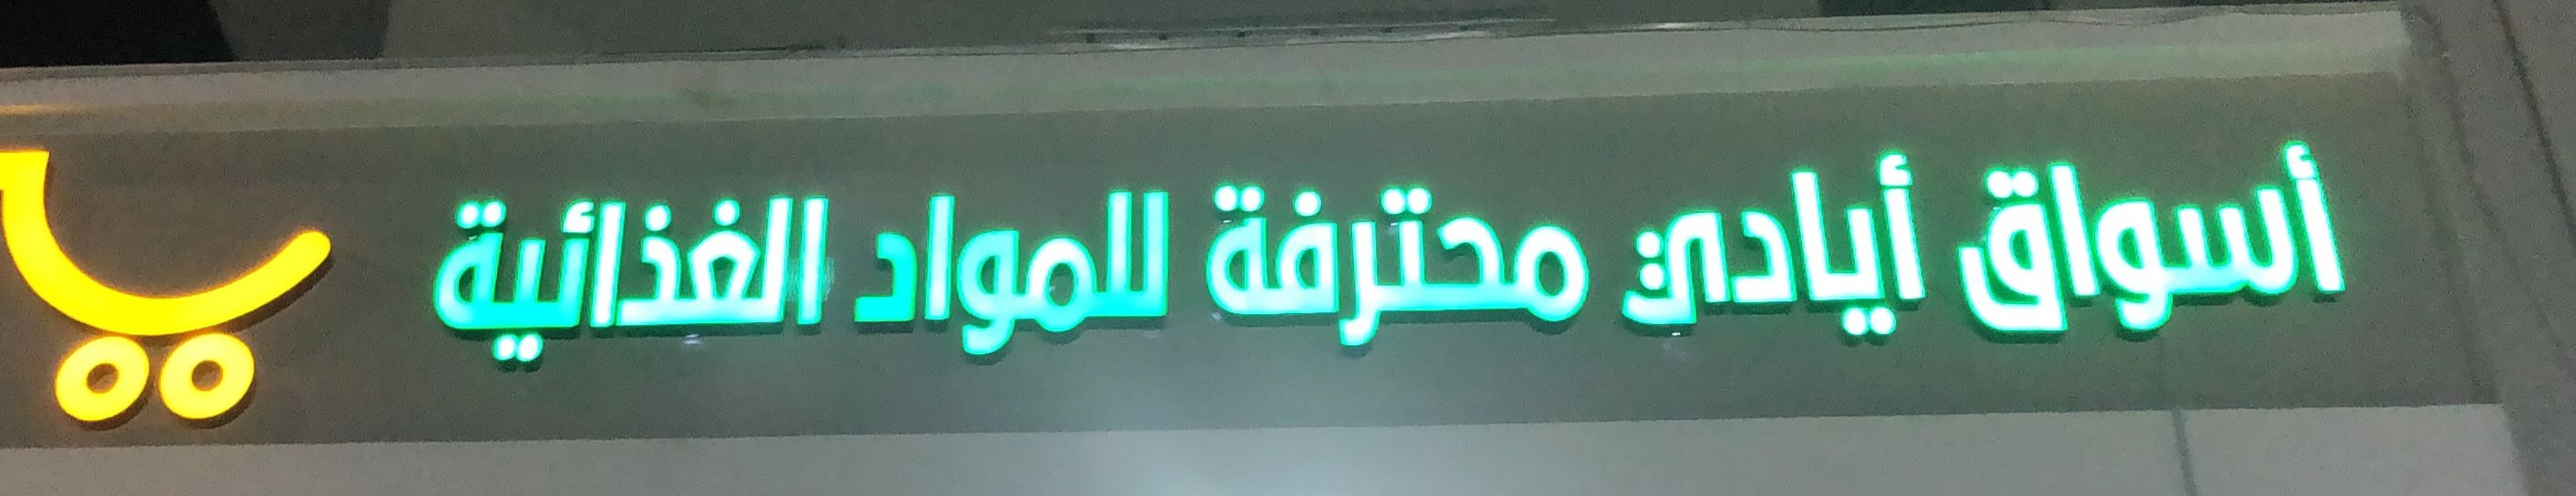 أسواق أيادي محترفة للمواد الغذائية